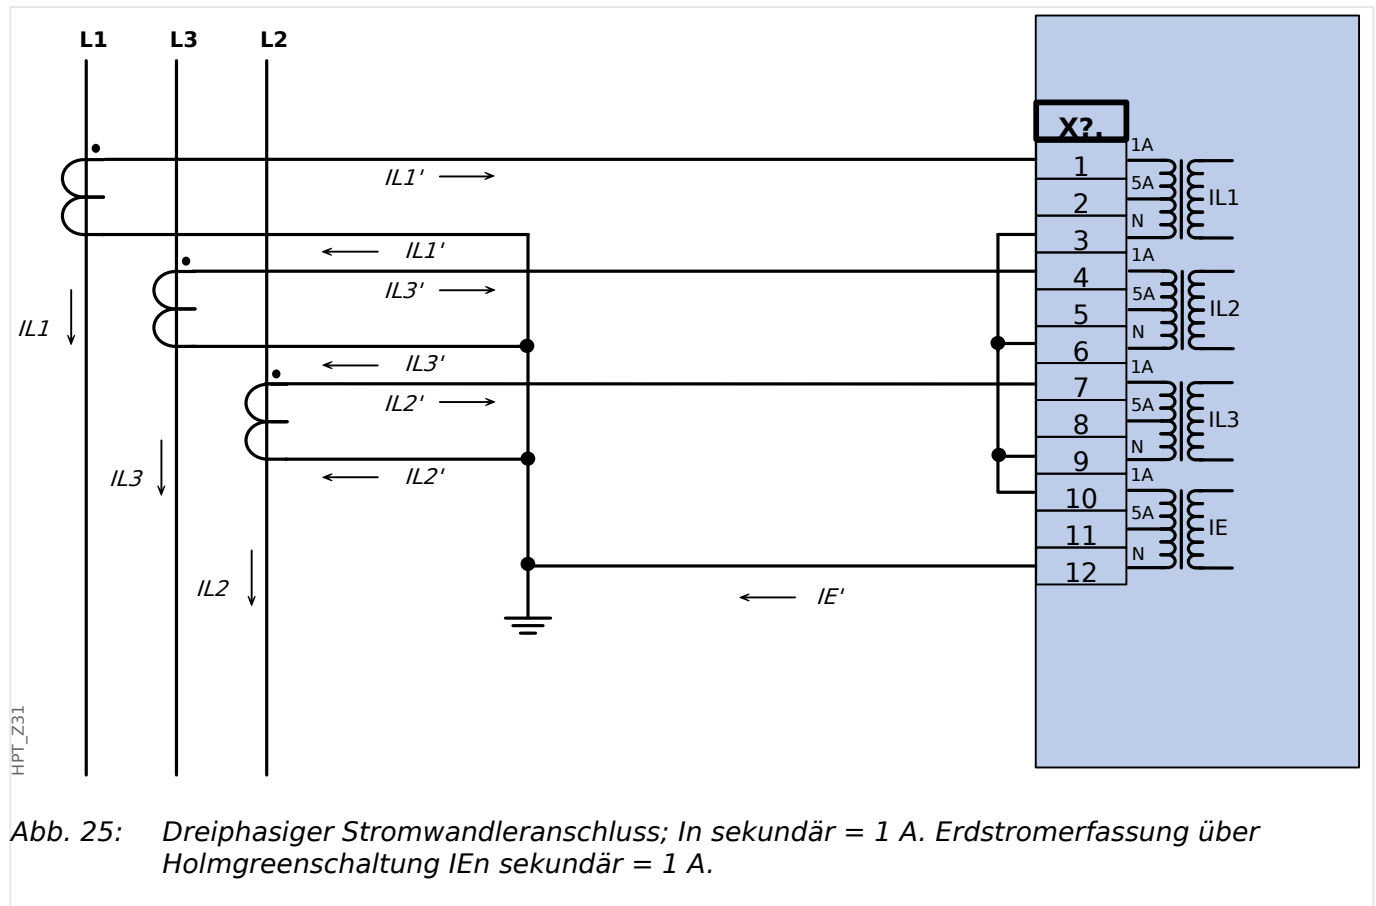 L1 L3 L2
X?.
1A
1
IL1'
5A
IL1
2
N
3
IL1'
1A
4
IL3'
5A
IL2
5
IL1
N
6
IL3'
1A
7
IL2'
5A
IL3
8
N
9
IL3
IL2'
1A
10
5A
IE
11
N
12
IL2
IE'
HPT_Z31
Abb. 25: Dreiphasiger Stromwandleranschluss; In sekundär = 1 A. Erdstromerfassung über
Holmgreenschaltung IEn sekundär = 1 A.